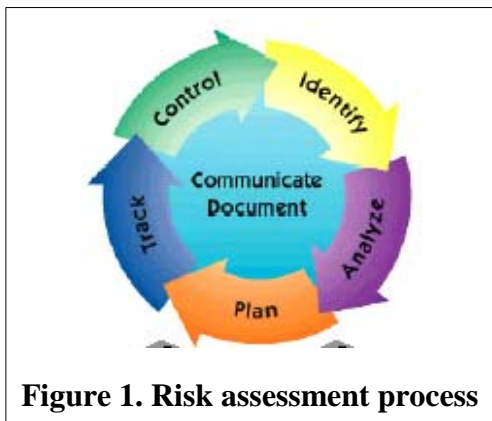 Control
Identify
Communicate
Document
Track
Analyze
Plan
Figure 1. Risk assessment process